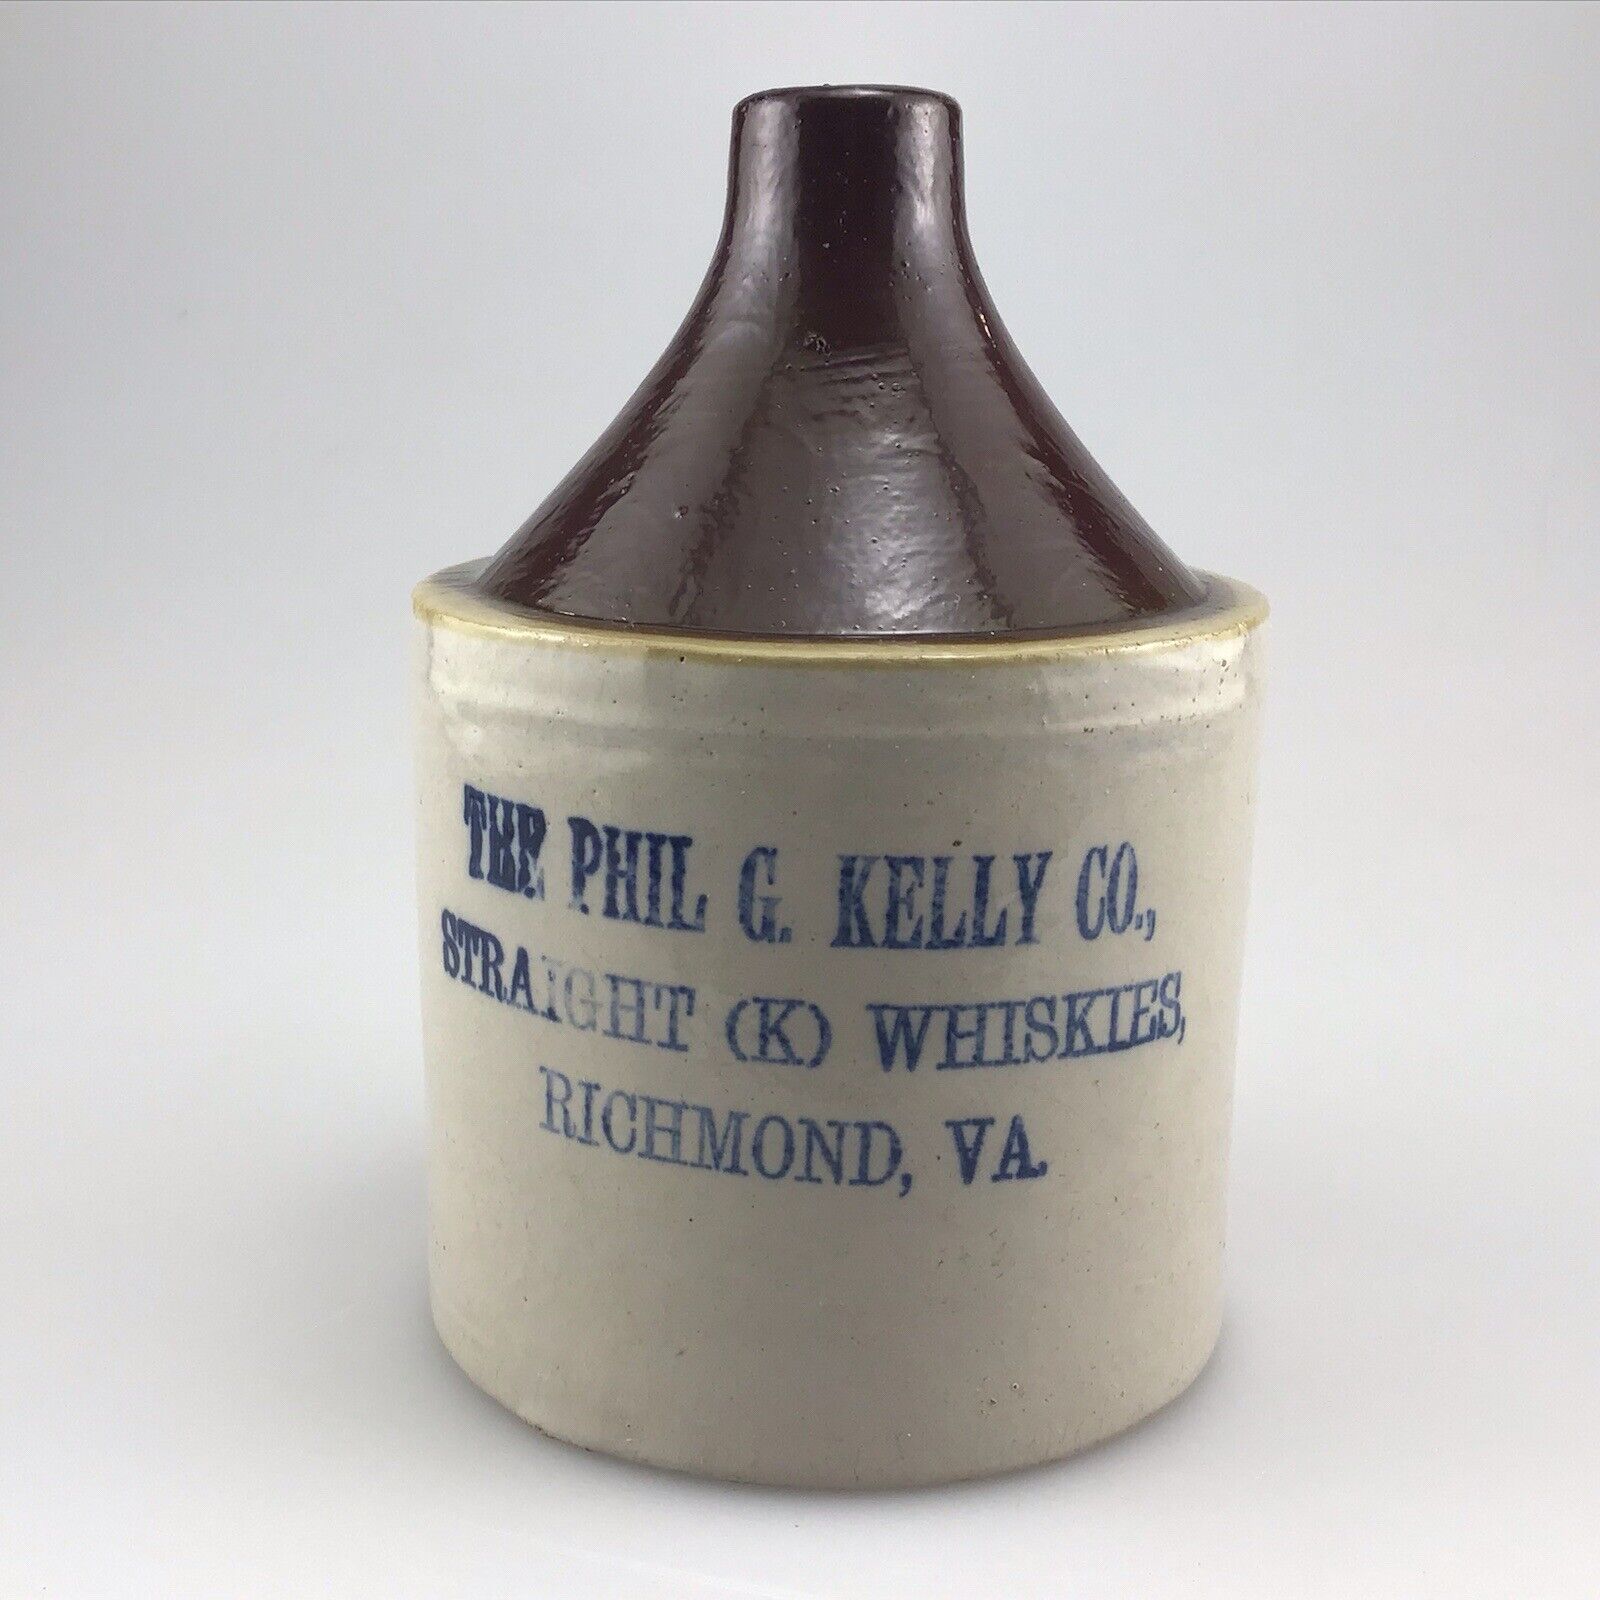 THE PHIL G. KELLY CO.,
STRAIGHT (K) WHISKIES,
RICHMOND, VA.